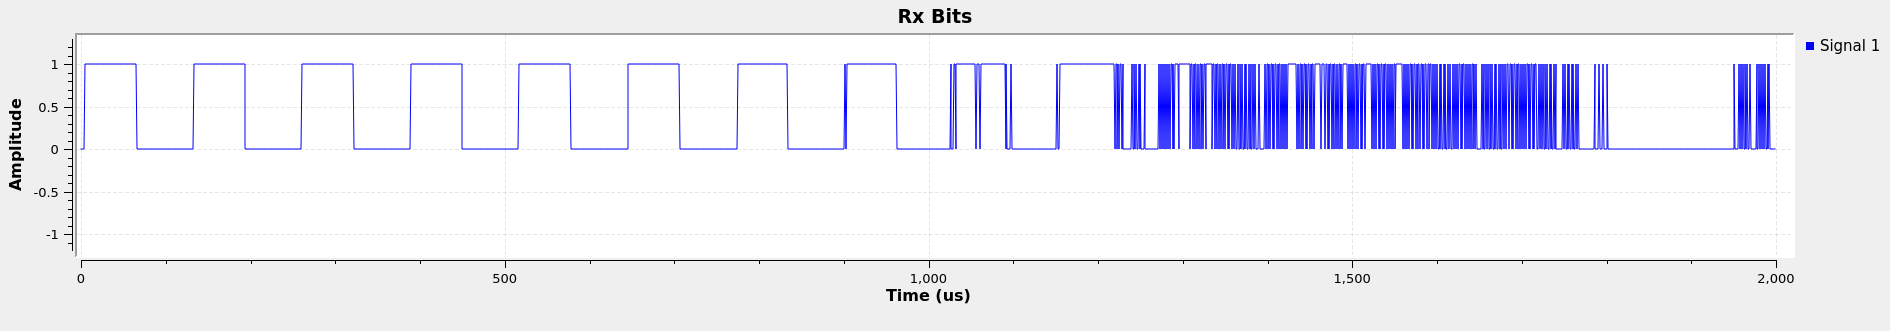 Rx Bits
Signal 1
Amplitude
1
0.5
0
-0.5
-1
0
500
1,000
1,500
2,000
Time (us)